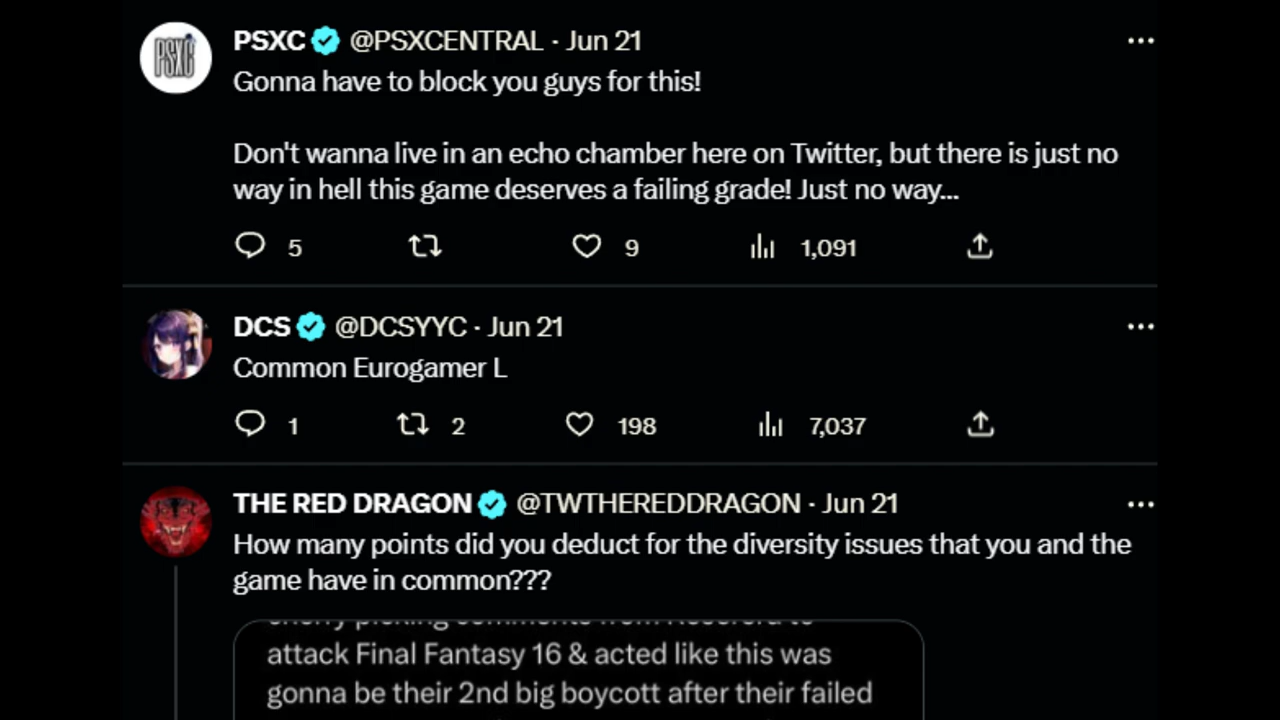 PSXC
PSXC @PSXCENTRAL · Jun 21
Gonna have to block you guys for this!
Don't wanna live in an echo chamber here on Twitter, but there is just no
way in hell this game deserves a failing grade! Just no way...
5 9 1,091
DCS @DCSYYC · Jun 21
Common Eurogamer L
1 2 198 7,037
THE RED DRAGON @TWTHEREDDRAGON · Jun 21
How many points did you deduct for the diversity issues that you and the
game have in common???
attack Final Fantasy 16 & acted like this was
gonna be their 2nd big boycott after their failed